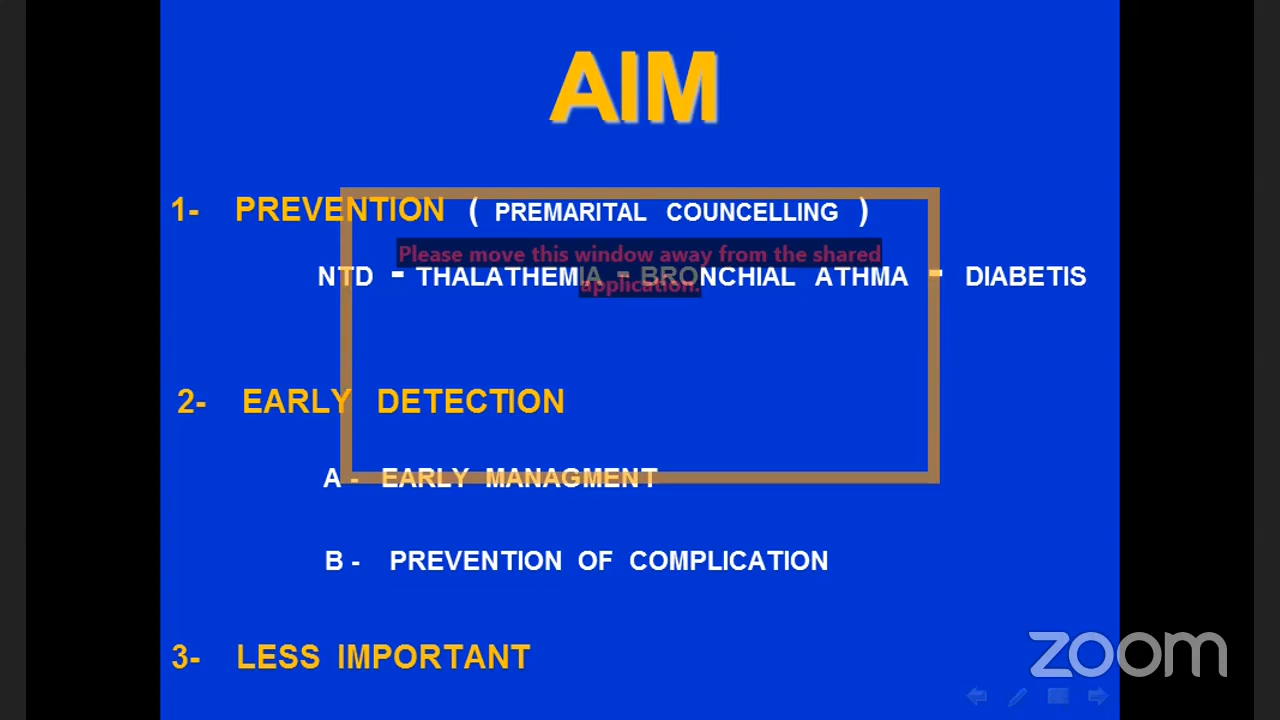 AIM
1- PREVENTION ( PREMARITAL COUNCELLING )
Please move this window away from the shared
application.
NTD - THALATHEMIA - BRONCHIAL ATHMA - DIABETIS
2- EARLY DETECTION
A - EARLY MANAGMENT
B - PREVENTION OF COMPLICATION
3- LESS IMPORTANT
zoom